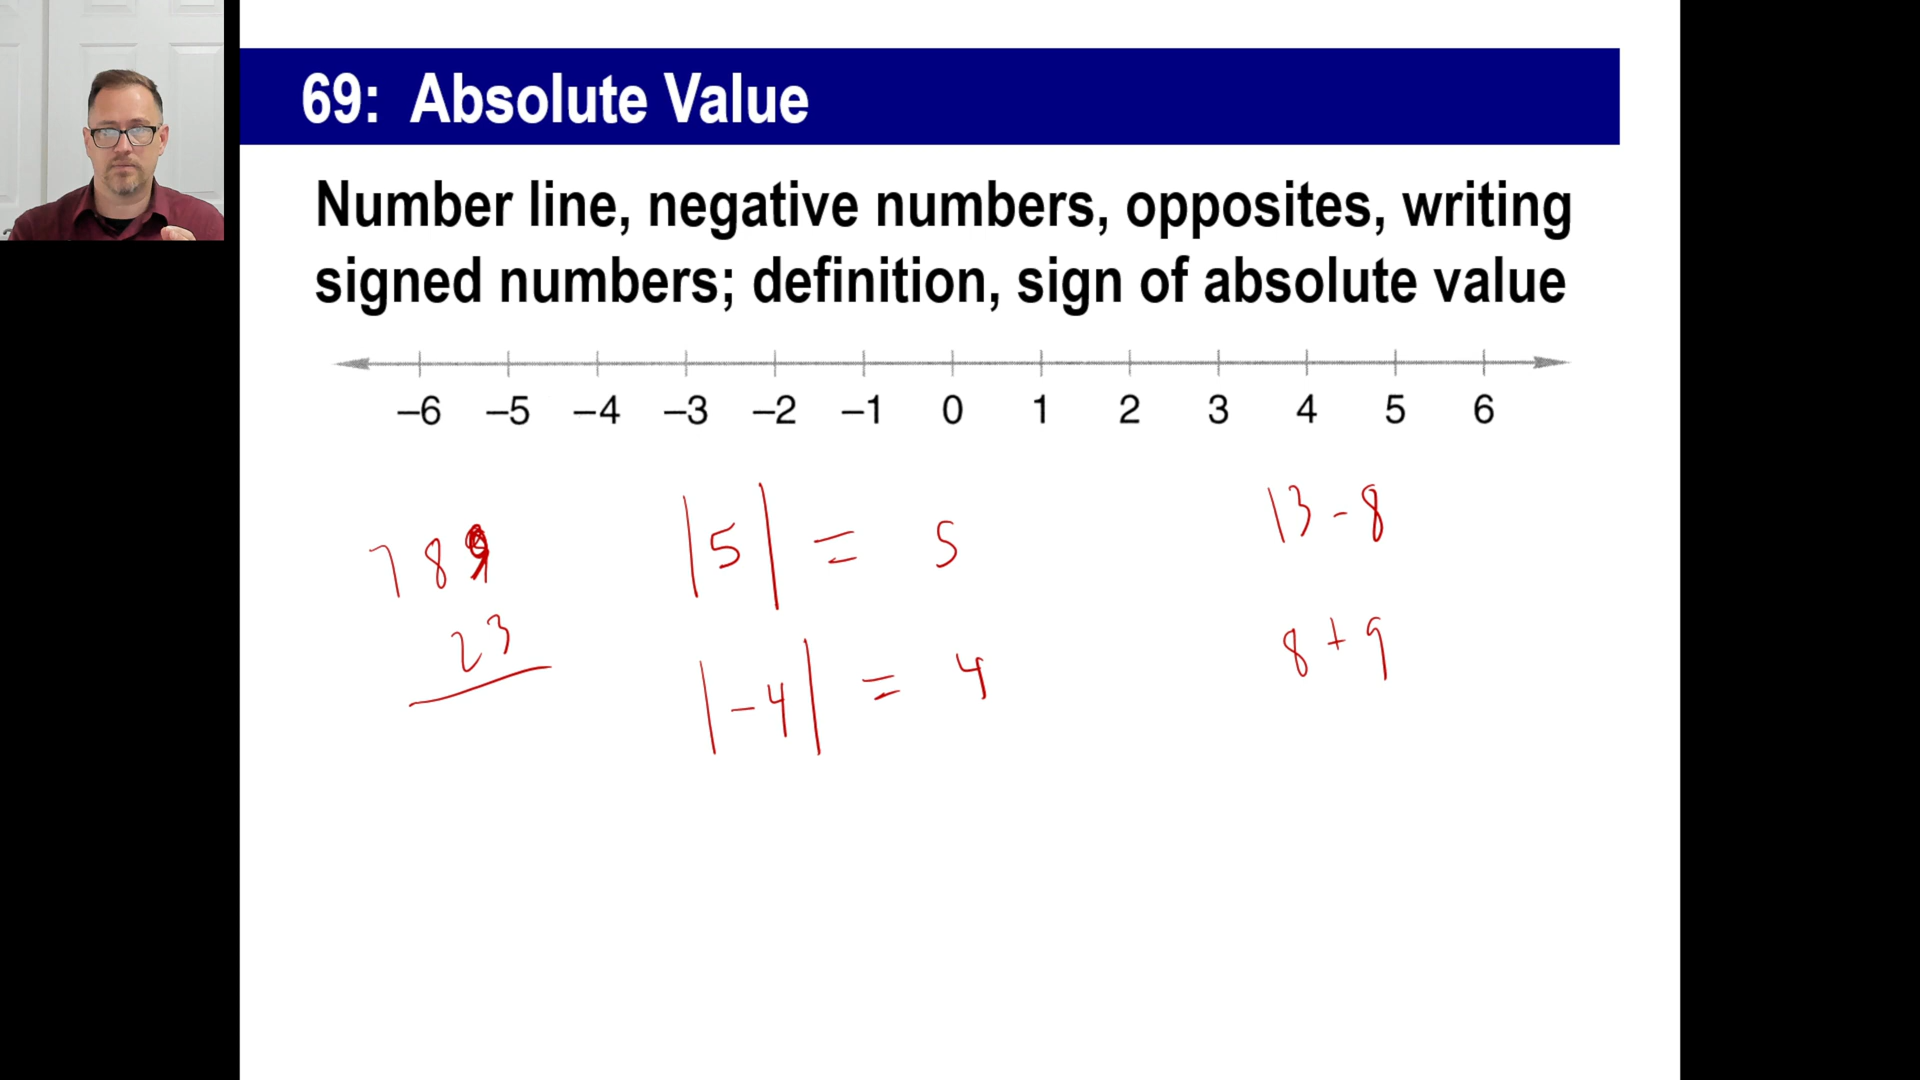 69: Absolute Value
Number line, negative numbers, opposites, writing
signed numbers; definition, sign of absolute value
–6 –5 –4 –3 –2 –1 0 1 2 3 4 5 6
789
23
|5| = 5
|-4| = 4
13 - 8
8 + 9